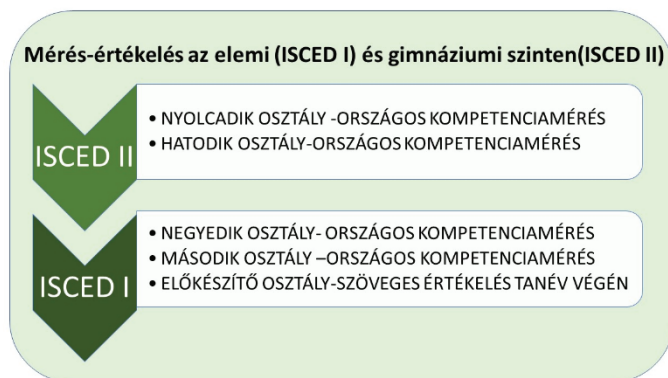 Mérés-értékelés az elemi (ISCED I) és gimnáziumi szinten(ISCED II)
ISCED II
• NYOLCADIK OSZTÁLY -ORSZÁGOS KOMPETENCIAMÉRÉS
• HATODIK OSZTÁLY-ORSZÁGOS KOMPETENCIAMÉRÉS
ISCED I
• NEGYEDIK OSZTÁLY- ORSZÁGOS KOMPETENCIAMÉRÉS
• MÁSODIK OSZTÁLY –ORSZÁGOS KOMPETENCIAMÉRÉS
• ELŐKÉSZÍTŐ OSZTÁLY-SZÖVEGES ÉRTÉKELÉS TANÉV VÉGÉN